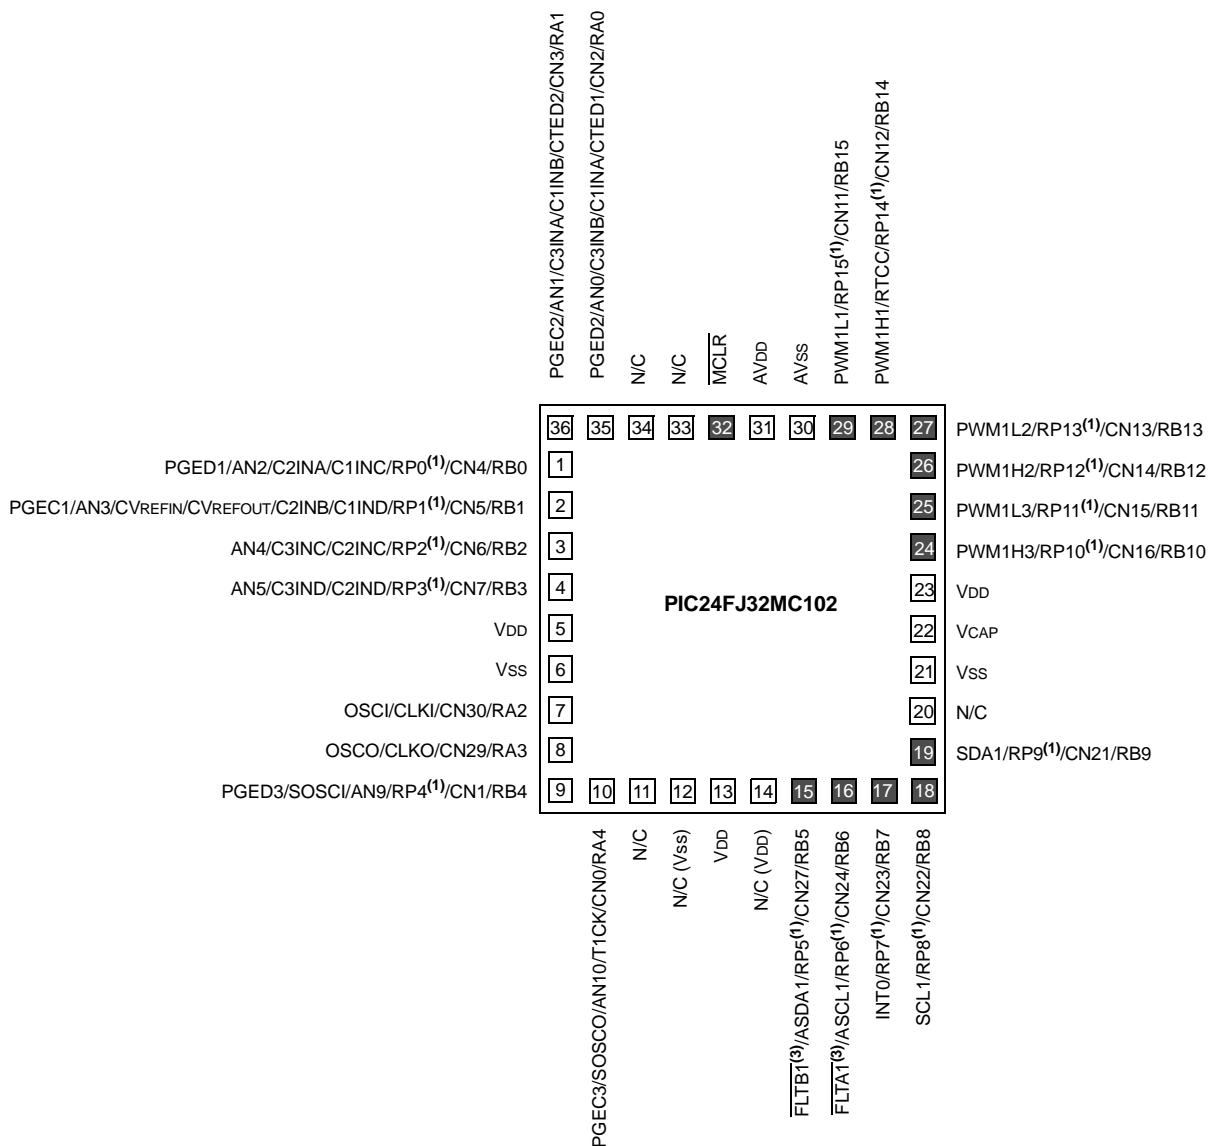 PGEC2/AN1/C3INA/C1INB/CTED2/CN3/RA1
PGED2/AN0/C3INB/C1INA/CTED1/CN2/RA0
N/C
N/C
MCLR
AVDD
AVSS
PWM1L1/RP15(1)/CN11/RB15
PWM1H1/RTCC/RP14(1)/CN12/RB14
36 35 34 33 32 31 30 29 28 27 PWM1L2/RP13(1)/CN13/RB13
PGED1/AN2/C2INA/C1INC/RP0(1)/CN4/RB0 1 26 PWM1H2/RP12(1)/CN14/RB12
PGEC1/AN3/CVREFIN/CVREFOUT/C2INB/C1IND/RP1(1)/CN5/RB1 2 25 PWM1L3/RP11(1)/CN15/RB11
AN4/C3INC/C2INC/RP2(1)/CN6/RB2 3 24 PWM1H3/RP10(1)/CN16/RB10
AN5/C3IND/C2IND/RP3(1)/CN7/RB3 4 PIC24FJ32MC102 23 VDD
VDD 5 22 VCAP
VSS 6 21 VSS
OSCI/CLKI/CN30/RA2 7 20 N/C
OSCO/CLKO/CN29/RA3 8 19 SDA1/RP9(1)/CN21/RB9
PGED3/SOSCI/AN9/RP4(1)/CN1/RB4 9 10 11 12 13 14 15 16 17 18
PGEC3/SOSCO/AN10/T1CK/CN0/RA4
N/C
N/C (Vss)
VDD
N/C (VDD)
FLTB1(3)/ASDA1/RP5(1)/CN27/RB5
FLTA1(3)/ASCL1/RP6(1)/CN24/RB6
INT0/RP7(1)/CN23/RB7
SCL1/RP8(1)/CN22/RB8